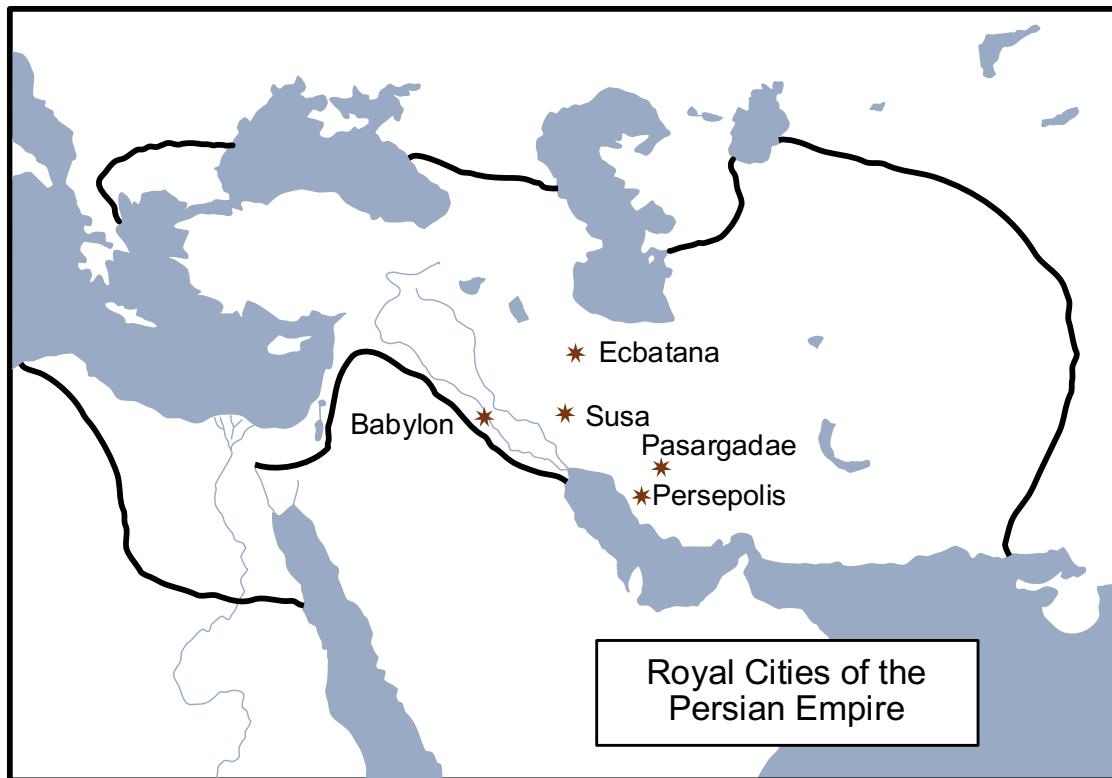 Ecbatana
Susa
Babylon
Pasargadae
Persepolis
Royal Cities of the
Persian Empire